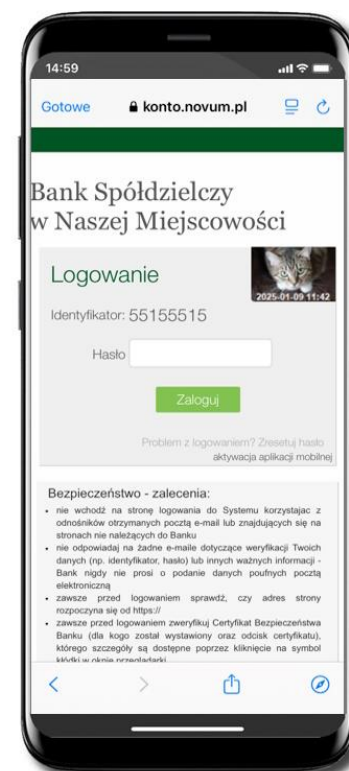 14:59
Gotowe
konto.novum.pl
Bank Spółdzielczy
w Naszej Miejscowości
Logowanie
2025-01-09 11:42
Identyfikator: 55155515
Hasło
Zaloguj
Problem z logowaniem? Zresetuj hasło
aktywacja aplikacji mobilnej
Bezpieczeństwo - zalecenia:
• nie wchodź na stronę logowania do Systemu korzystając z
odnośników otrzymanych pocztą e-mail lub znajdujących się na
stronach nie należących do Banku
• nie odpowiadaj na żadne e-maile dotyczące weryfikacji Twoich
danych (np. identyfikator, hasło) lub innych ważnych informacji -
Bank nigdy nie prosi o podanie danych poufnych pocztą
elektroniczną
• zawsze przed logowaniem sprawdź, czy adres strony
rozpoczyna się od https://
• zawsze przed logowaniem zweryfikuj Certyfikat Bezpieczeństwa
Banku (dla kogo został wystawiony oraz odcisk certyfikatu),
którego szczegóły są dostępne poprzez kliknięcie na symbol
kłódki w oknie przeglądarki